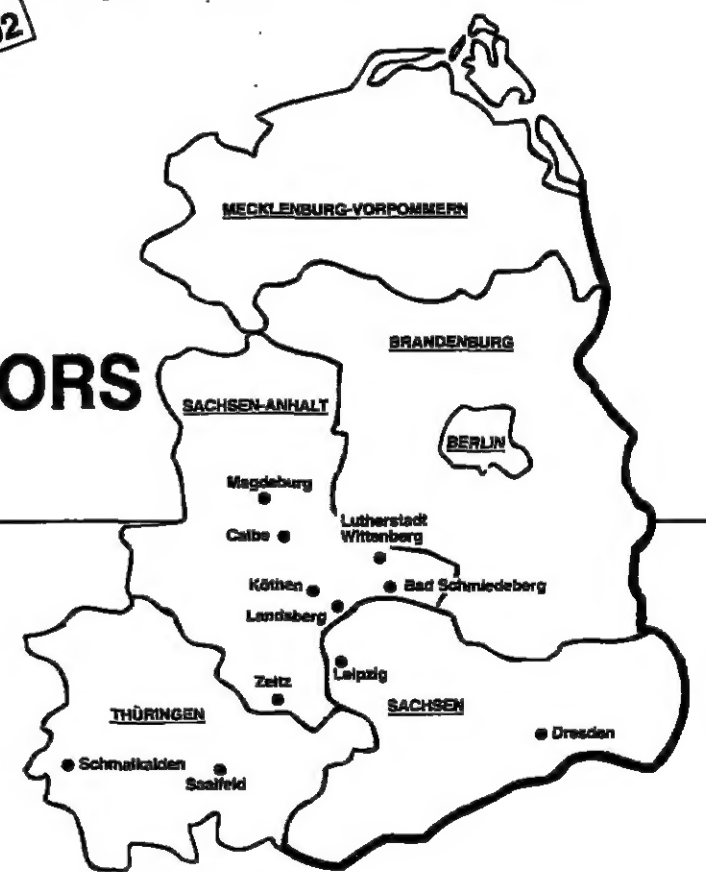 MECKLENBURG-VORPOMMERN
BRANDENBURG
ORS
SACHSEN-ANHALT
BERLIN
Magdeburg
Lutherstadt
Wittenberg
Calbe
Köthen
Bad Schmiedeberg
Landsberg
Leipzig
Zeitz
SACHSEN
THÜRINGEN
Dresden
Schmalkalden
Saalfeld